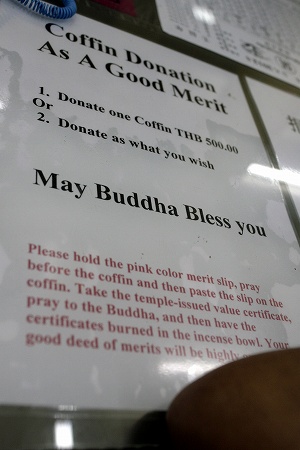 Coffin Donation
As A Good Merit
1. Donate one Coffin THB 500.00
Or
2. Donate as what you wish
May Buddha Bless you
Please hold the pink color merit slip, pray
before the coffin and then paste the slip on the
coffin. Take the temple-issued value certificate,
pray to the Buddha, and then have the
certificates burned in the incense bowl. Your
good deed of merits will be highly